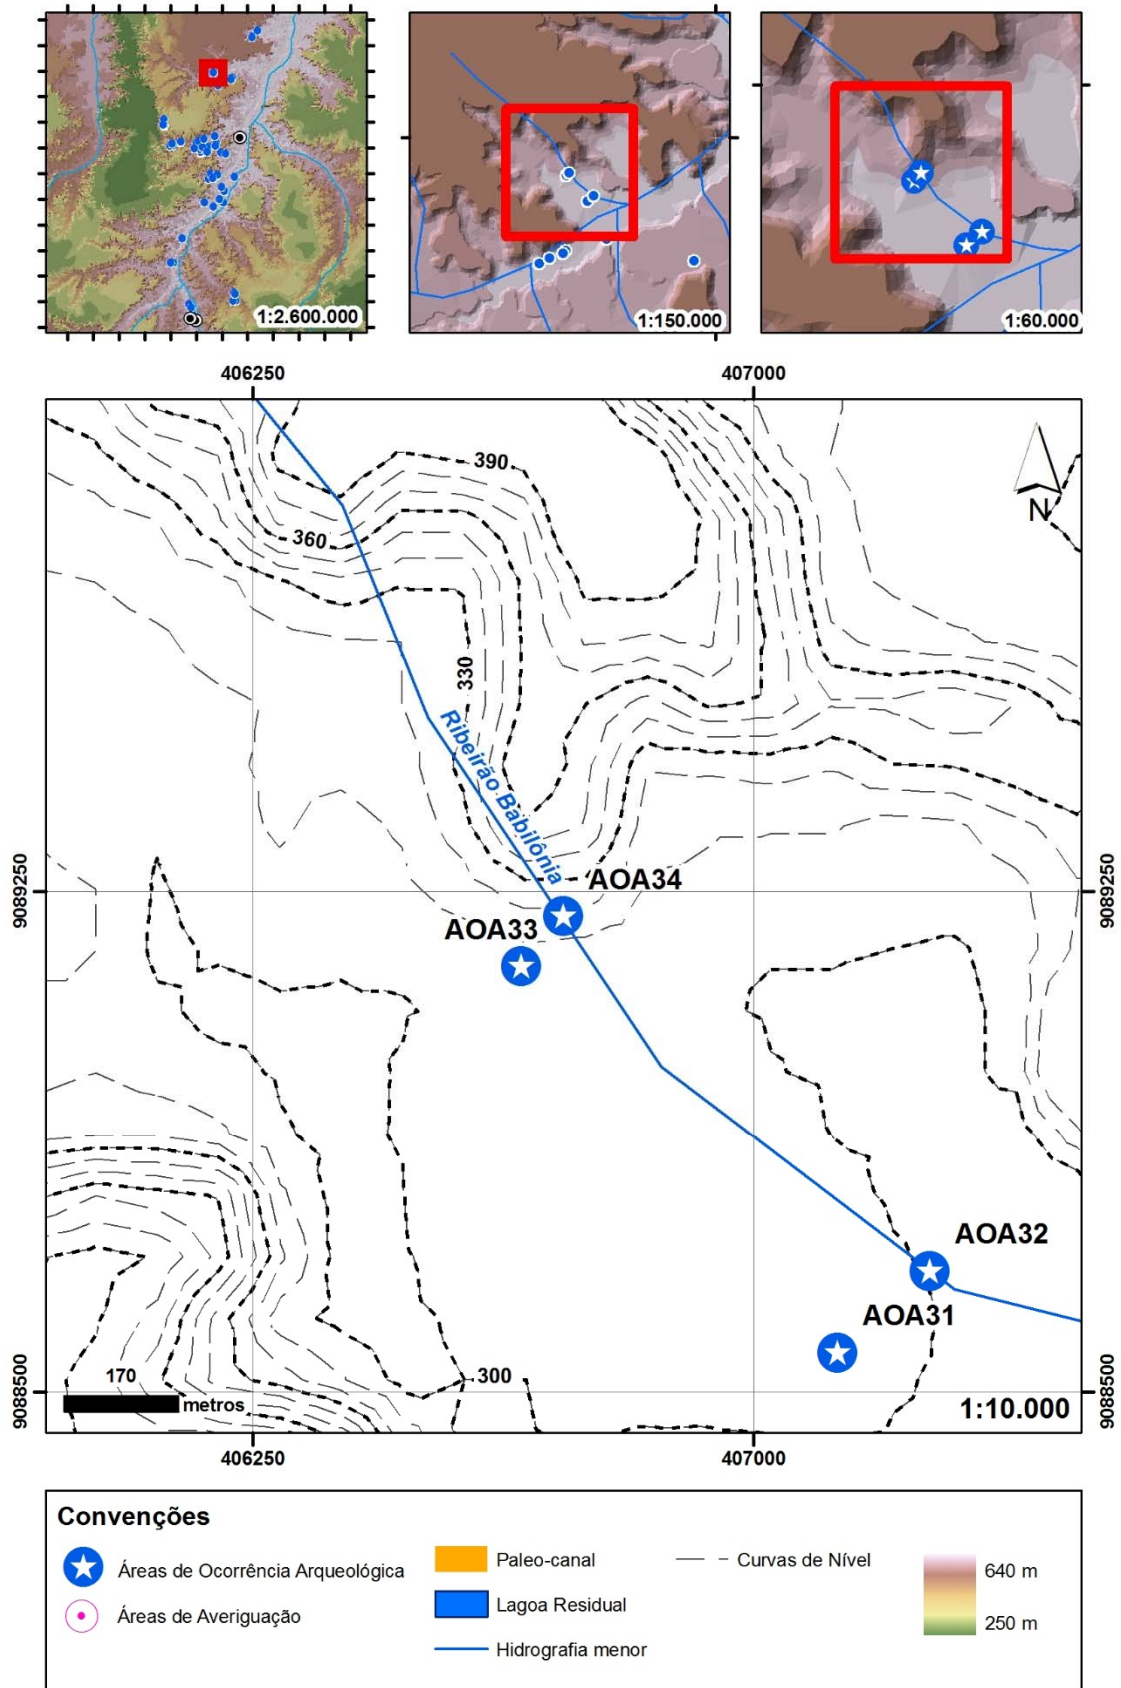 1:2.600.000
1:150.000
1:60.000
406250
407000
390
N
360
330
Ribeirão Babilônia
9089250
9089250
AOA34
AOA33
AOA32
AOA31
300
170
metros
9088500
9088500
1:10.000
406250
407000
Convenções
Áreas de Ocorrência Arqueológica
Áreas de Averiguação
Paleo-canal
Lagoa Residual
Hidrografia menor
Curvas de Nível
640 m
250 m